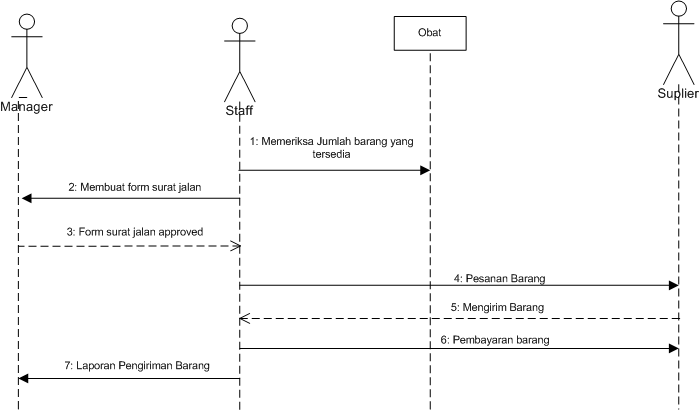 Obat
Manager
Staff
Suplier
1: Memeriksa Jumlah barang yang
tersedia
2: Membuat form surat jalan
3: Form surat jalan approved
4: Pesanan Barang
5: Mengirim Barang
6: Pembayaran barang
7: Laporan Pengiriman Barang